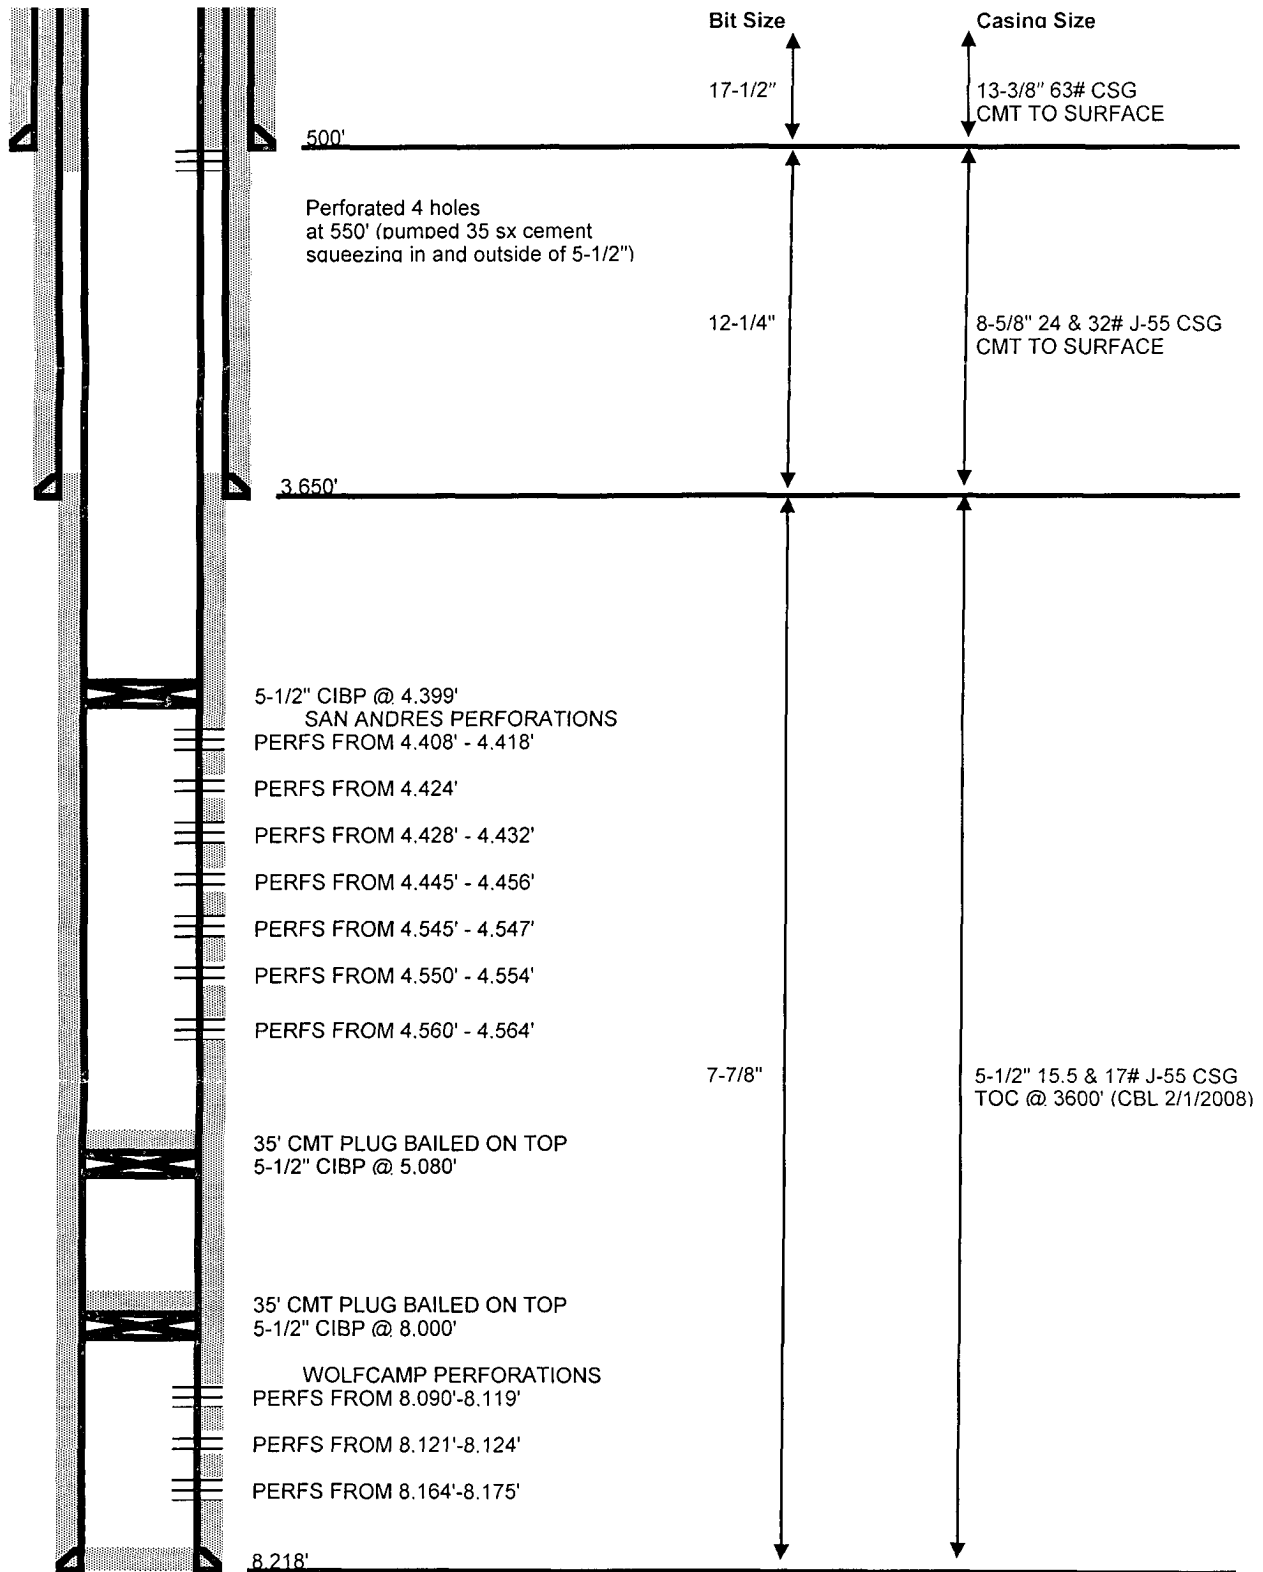 Bit Size
Casing Size
17-1/2"
13-3/8" 63# CSG
CMT TO SURFACE
500'
Perforated 4 holes
at 550' (pumped 35 sx cement
squeezing in and outside of 5-1/2")
12-1/4"
8-5/8" 24 & 32# J-55 CSG
CMT TO SURFACE
3,650'
5-1/2" CIBP @ 4,399'
SAN ANDRES PERFORATIONS
PERFS FROM 4,408' - 4,418'
PERFS FROM 4,424'
PERFS FROM 4,428' - 4,432'
PERFS FROM 4,445' - 4,456'
PERFS FROM 4,545' - 4,547'
PERFS FROM 4,550' - 4,554'
PERFS FROM 4,560' - 4,564'
7-7/8"
5-1/2" 15.5 & 17# J-55 CSG
TOC @ 3600' (CBL 2/1/2008)
35' CMT PLUG BAILED ON TOP
5-1/2" CIBP @ 5,080'
35' CMT PLUG BAILED ON TOP
5-1/2" CIBP @ 8,000'
WOLFCAMP PERFORATIONS
PERFS FROM 8,090'-8,119'
PERFS FROM 8,121'-8,124'
PERFS FROM 8,164'-8,175'
8,218'